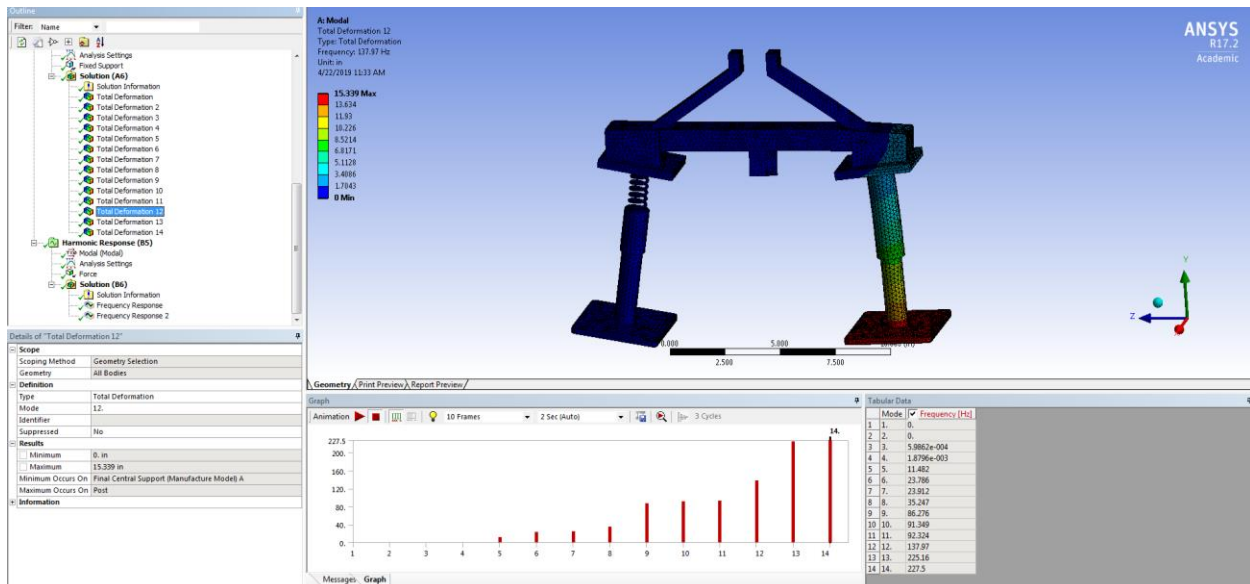 Outline
Filter: Name
Analysis Settings
Fixed Support
Solution (A6)
Solution Information
Total Deformation
Total Deformation 2
Total Deformation 3
Total Deformation 4
Total Deformation 5
Total Deformation 6
Total Deformation 7
Total Deformation 8
Total Deformation 9
Total Deformation 10
Total Deformation 11
Total Deformation 12
Total Deformation 13
Total Deformation 14
Harmonic Response (B5)
Modal (Modal)
Analysis Settings
Force
Solution (B6)
Solution Information
Frequency Response
Frequency Response 2
Details of "Total Deformation 12"
Scope
Scoping Method Geometry Selection
Geometry All Bodies
Definition
Type Total Deformation
Mode 12.
Identifier
Suppressed No
Results
Minimum 0. in
Maximum 15.339 in
Minimum Occurs On Final Central Support (Manufacture Model) A
Maximum Occurs On Post
Information
A: Modal
Total Deformation 12
Type: Total Deformation
Frequency: 137.97 Hz
Unit: in
4/22/2019 11:33 AM
15.339 Max
13.634
11.93
10.226
8.5214
6.8171
5.1128
3.4086
1.7043
0 Min
ANSYS
R17.2
Academic
Y
Z
0.000 5.000
2.500 7.500
Geometry Print Preview Report Preview
Graph
Animation 10 Frames 2 Sec (Auto) 3 Cycles
14.
227.5
200.
160.
120.
80.
40.
0.
1 2 3 4 5 6 7 8 9 10 11 12 13 14
Messages Graph
Tabular Data
Mode Frequency [Hz]
1 1. 0.
2 2. 0.
3 3. 5.9862e-004
4 4. 1.8796e-003
5 5. 11.482
6 6. 23.786
7 7. 23.912
8 8. 35.247
9 9. 86.276
10 10. 91.349
11 11. 92.324
12 12. 137.97
13 13. 225.16
14 14. 227.5